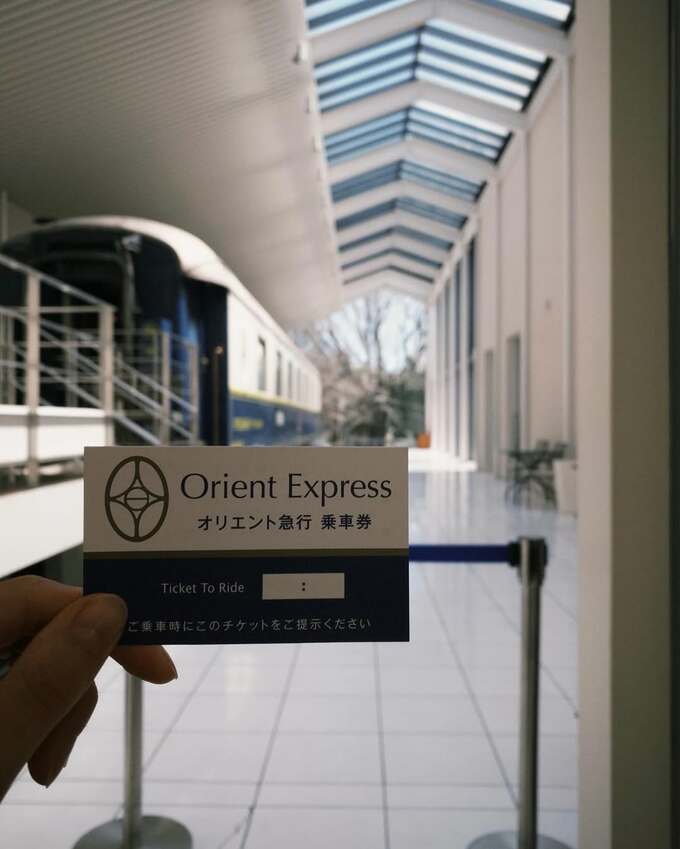 Orient Express
オリエント急行 乗車券
Ticket To Ride :
ご乗車時にこのチケットをご提示ください